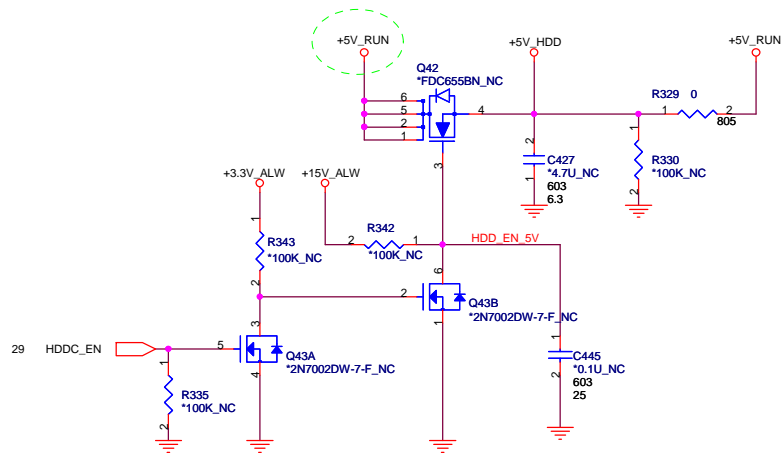 +5V_RUN
+5V_HDD
+5V_RUN
Q42
*FDC655BN_NC
6
5
2
1
4
3
R329 0
1
2
805
2
1
C427
*4.7U_NC
603
6.3
1
2
R330
*100K_NC
+3.3V_ALW
+15V_ALW
1
2
R343
*100K_NC
2
R342
1
*100K_NC
HDD_EN_5V
2
6
1
Q43B
*2N7002DW-7-F_NC
29 HDDC_EN
5
3
4
Q43A
*2N7002DW-7-F_NC
1
2
R335
*100K_NC
1
2
C445
*0.1U_NC
603
25